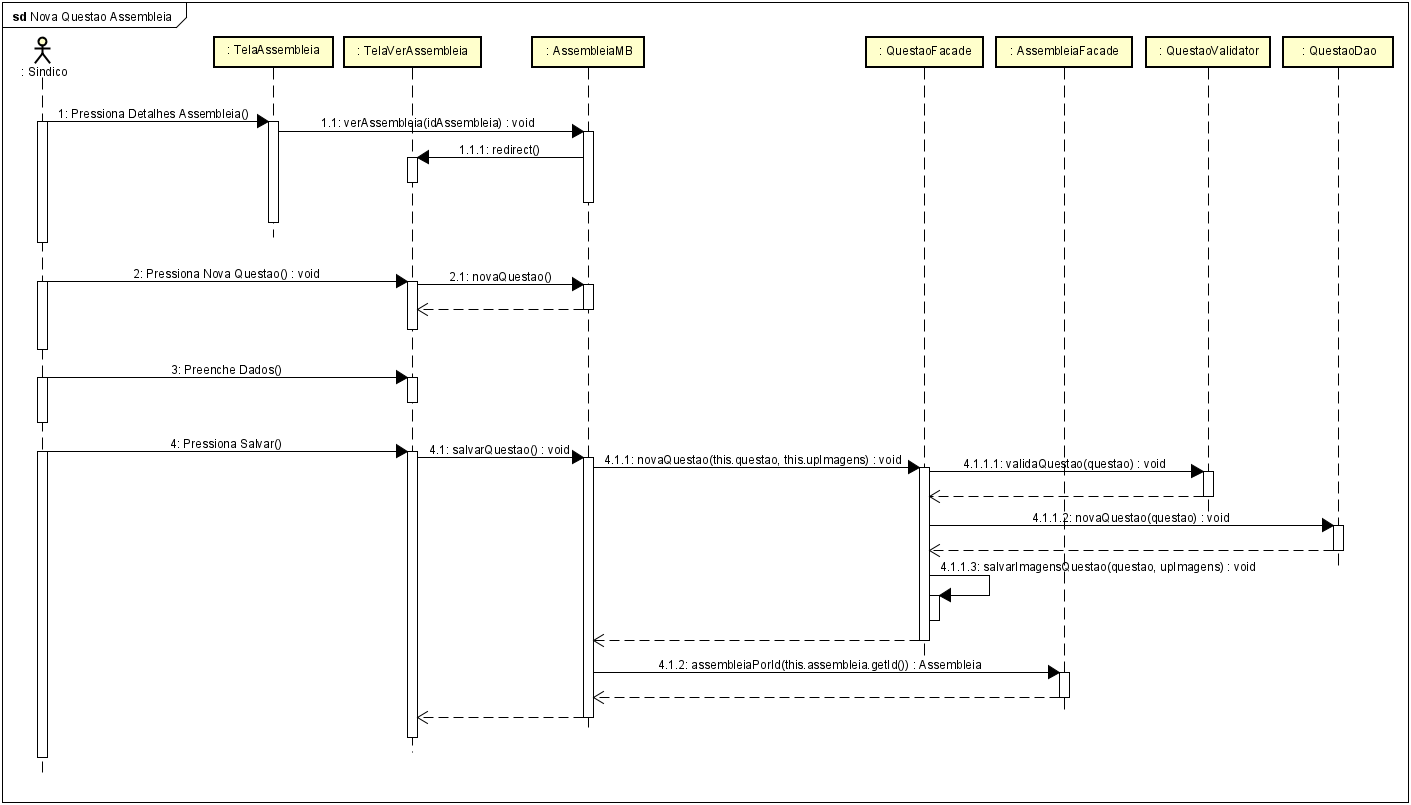 sd Nova Questao Assembleia
: Sindico
: TelaAssembleia
: TelaVerAssembleia
: AssembleiaMB
: QuestaoFacade
: AssembleiaFacade
: QuestaoValidator
: QuestaoDao
1: Pressiona Detalhes Assembleia()
1.1: verAssembleia(idAssembleia) : void
1.1.1: redirect()
2: Pressiona Nova Questao() : void
2.1: novaQuestao()
3: Preenche Dados()
4: Pressiona Salvar()
4.1: salvarQuestao() : void
4.1.1: novaQuestao(this.questao, this.upImagens) : void
4.1.1.1: validaQuestao(questao) : void
4.1.1.2: novaQuestao(questao) : void
4.1.1.3: salvarImagensQuestao(questao, upImagens) : void
4.1.2: assembleiaPorId(this.assembleia.getId()) : Assembleia